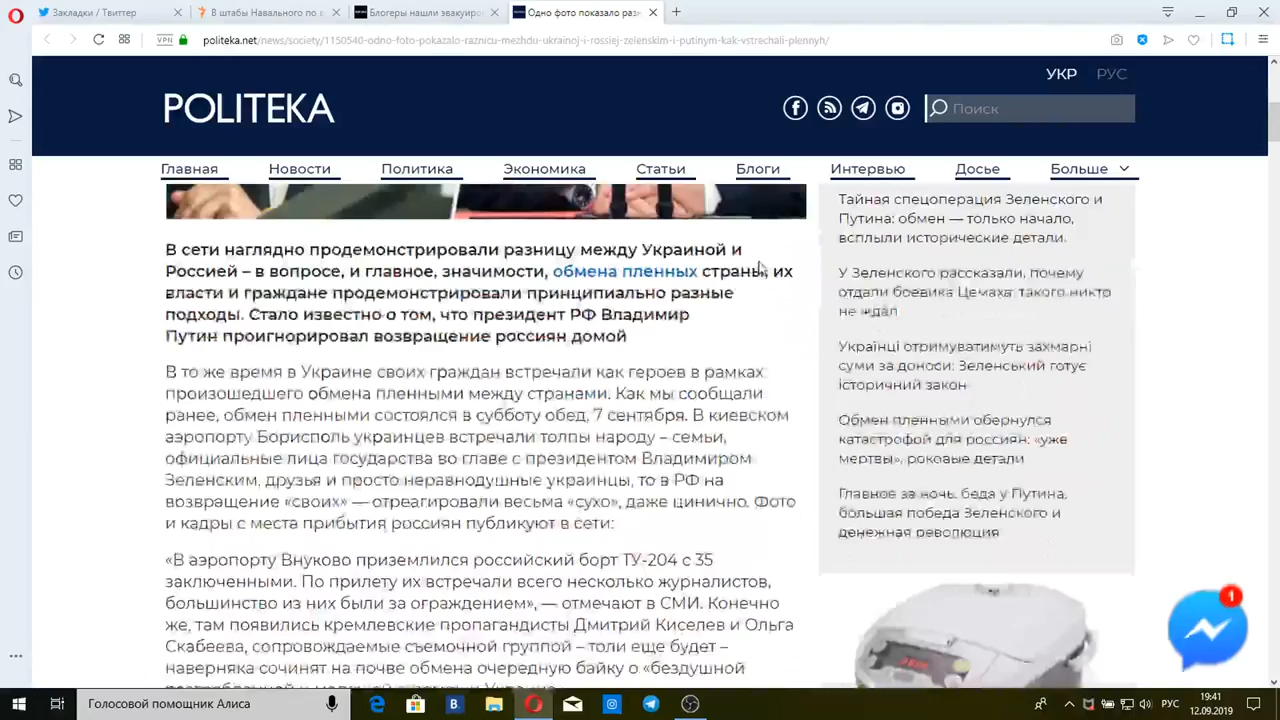 Закладки / Твиттер
В штабы Навального по в
Блогеры нашли эвакуиров
Одно фото показало разн
VPN
politeka.net/news/society/1150540-odno-foto-pokazalo-raznicu-mezhdu-ukrainoj-i-rossiej-zelenskim-i-putinym-kak-vstrechali-plennyh/
УКР РУС
POLITEKA
Поиск
Главная Новости Политика Экономика Статьи Блоги Интервью Досье Больше
В сети наглядно продемонстрировали разницу между Украиной и
Россией – в вопросе, и главное, значимости, обмена пленных страны, их
власти и граждане продемонстрировали принципиально разные
подходы. Стало известно о том, что президент РФ Владимир
Путин проигнорировал возвращение россиян домой
В то же время в Украине своих граждан встречали как героев в рамках
произошедшего обмена пленными между странами. Как мы сообщали
ранее, обмен пленными состоялся в субботу обед, 7 сентября. В киевском
аэропорту Борисполь украинцев встречали толпы народу – семьи,
официальные лица государства во главе с президентом Владимиром
Зеленским, друзья и просто неравнодушные украинцы, то в РФ на
возвращение «своих» — отреагировали весьма «сухо», даже цинично. Фото
и кадры с места прибытия россиян публикуют в сети:
«В аэропорту Внуково приземлился российский борт ТУ-204 с 35
заключенными. По прилету их встречали всего несколько журналистов,
большинство из них были за ограждением», — отмечают в СМИ. Конечно
же, там появились кремлевские пропагандисты Дмитрий Киселев и Ольга
Скабеева, сопровождаемые съемочной группой – толи еще будет –
наверняка сочинят на почве обмена очередную байку о «бездушной
Тайная спецоперация Зеленского и
Путина: обмен — только начало,
всплыли исторические детали.
У Зеленского рассказали, почему
отдали боевика Цемаха: такого никто
не ждал
Українці отримуватимуть захмарні
суми за доноси: Зеленський готує
історичний закон
Обмен пленными обернулся
катастрофой для россиян: «уже
мертвы», роковые детали
Главное за ночь: беда у Путина,
большая победа Зеленского и
денежная революция
1
Голосовой помощник Алиса
РУС
19:41
12.09.2019